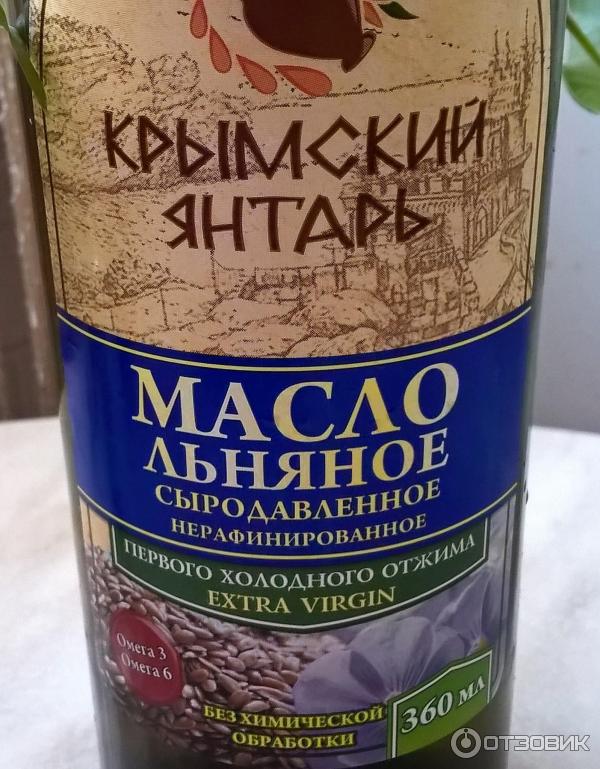 КРЫМСКИЙ
ЯНТАРЬ
МАСЛО
ЛЬНЯНОЕ
СЫРОДАВЛЕННОЕ
НЕРАФИНИРОВАННОЕ
ПЕРВОГО ХОЛОДНОГО ОТЖИМА
EXTRA VIRGIN
Омега 3
Омега 6
БЕЗ ХИМИЧЕСКОЙ
ОБРАБОТКИ
360 МЛ
ОТЗОВИК